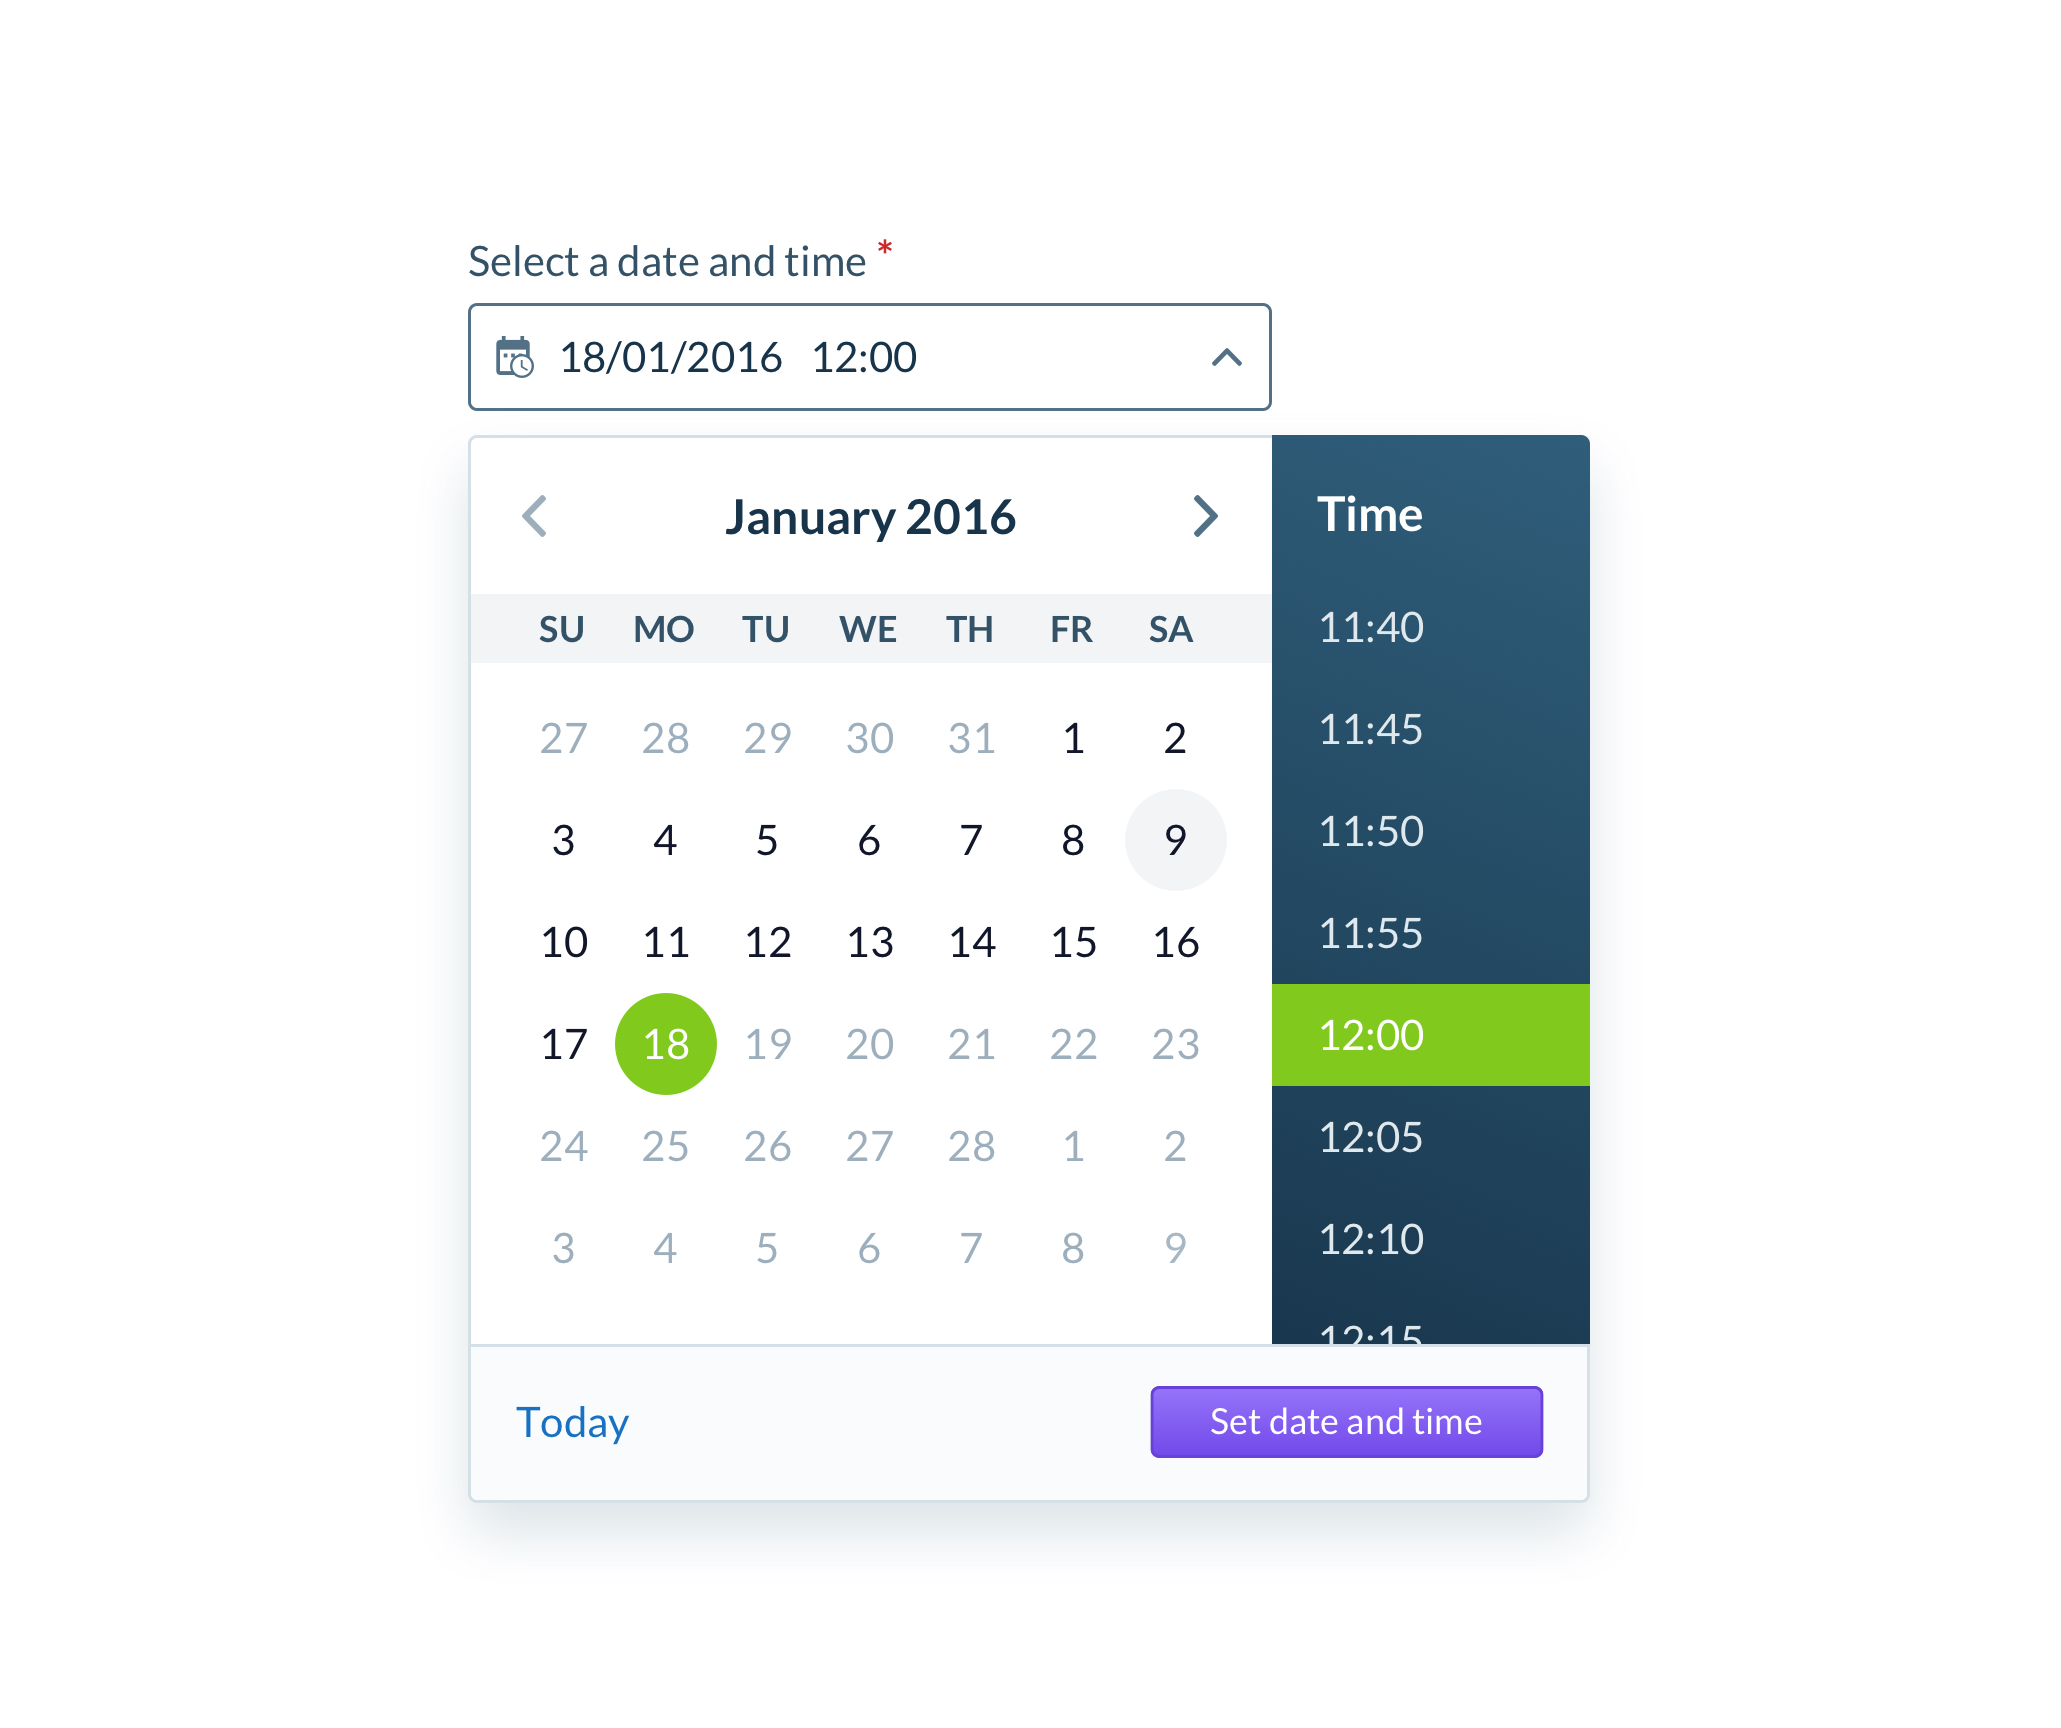 Select a date and time *
18/01/2016 12:00
January 2016
SU MO TU WE TH FR SA
27 28 29 30 31 1 2
3 4 5 6 7 8 9
10 11 12 13 14 15 16
17 18 19 20 21 22 23
24 25 26 27 28 1 2
3 4 5 6 7 8 9
Time
11:40
11:45
11:50
11:55
12:00
12:05
12:10
12:15
Today
Set date and time